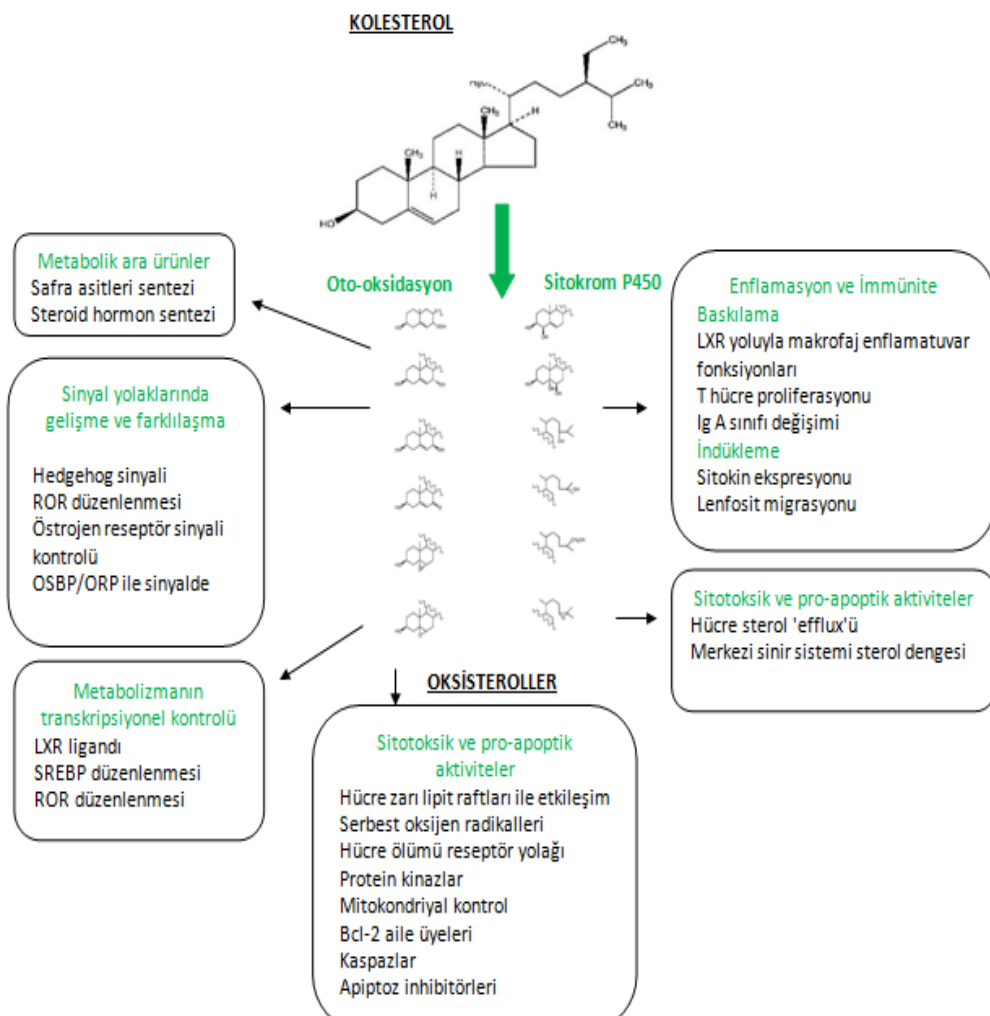 KOLESTEROL
CH₃
H₃C
CH₃
CH₃
CH₃
CH₃
H
H
H
HO
Metabolik ara ürünler
Safra asitleri sentezi
Steroid hormon sentezi
Oto-oksidasyon
Sitokrom P450
Sinyal yolaklarında
gelişme ve farklılaşma
Hedgehog sinyali
ROR düzenlenmesi
Östrojen reseptör sinyali
kontrolü
OSBP/ORP ile sinyalde
Metabolizmanın
transkripsiyonel kontrolü
LXR ligandı
SREBP düzenlenmesi
ROR düzenlenmesi
Enflamasyon ve İmmünite
Baskılama
LXR yoluyla makrofaj enflamatuvar
fonksiyonları
T hücre proliferasyonu
Ig A sınıfı değişimi
İndükleme
Sitokin ekspresyonu
Lenfosit migrasyonu
Sitotoksik ve pro-apoptik aktiviteler
Hücre sterol 'efflux'ü
Merkezi sinir sistemi sterol dengesi
OKSİSTEROLLER
Sitotoksik ve pro-apoptik
aktiviteler
Hücre zarı lipit raftları ile etkileşim
Serbest oksijen radikalleri
Hücre ölümü reseptör yolağı
Protein kinazlar
Mitokondriyal kontrol
Bcl-2 aile üyeleri
Kaspazlar
Apiptoz inhibitörleri